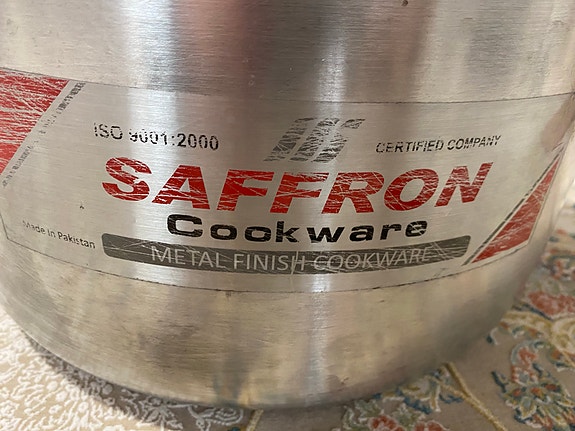 ISO 9001:2000
CERTIFIED COMPANY
SAFFRON
Cookware
Made In Pakistan
METAL FINISH COOKWARE